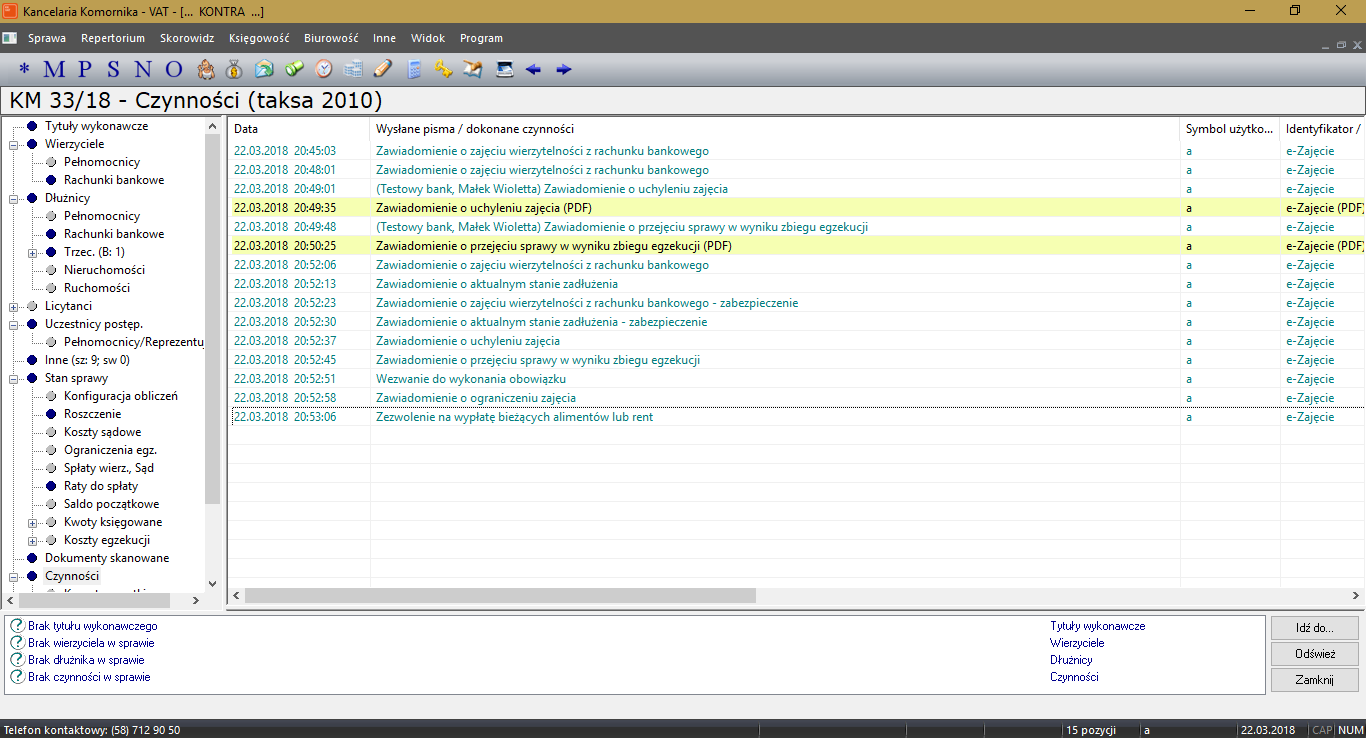 Kancelaria Komornika - VAT - [... KONTRA ...]
Sprawa Repertorium Skorowidz Księgowość Biurowość Inne Widok Program
* M P S N O
KM 33/18 - Czynności (taksa 2010)
Tytuły wykonawcze
Wierzyciele
Pełnomocnicy
Rachunki bankowe
Dłużnicy
Pełnomocnicy
Rachunki bankowe
Trzec. (B: 1)
Nieruchomości
Ruchomości
Licytanci
Uczestnicy postęp.
Pełnomocnicy/Reprezentu
Inne (sz: 9; sw 0)
Stan sprawy
Konfiguracja obliczeń
Roszczenie
Koszty sądowe
Ograniczenia egz.
Spłaty wierz., Sąd
Raty do spłaty
Saldo początkowe
Kwoty księgowane
Koszty egzekucji
Dokumenty skanowane
Czynności
Data Wysłane pisma / dokonane czynności Symbol użytko... Identyfikator /
22.03.2018 20:45:03 Zawiadomienie o zajęciu wierzytelności z rachunku bankowego a e-Zajęcie
22.03.2018 20:48:01 Zawiadomienie o zajęciu wierzytelności z rachunku bankowego a e-Zajęcie
22.03.2018 20:49:01 (Testowy bank, Małek Wioletta) Zawiadomienie o uchyleniu zajęcia a e-Zajęcie
22.03.2018 20:49:35 Zawiadomienie o uchyleniu zajęcia (PDF) a e-Zajęcie (PDF)
22.03.2018 20:49:48 (Testowy bank, Małek Wioletta) Zawiadomienie o przejęciu sprawy w wyniku zbiegu egzekucji a e-Zajęcie
22.03.2018 20:50:25 Zawiadomienie o przejęciu sprawy w wyniku zbiegu egzekucji (PDF) a e-Zajęcie (PDF)
22.03.2018 20:52:06 Zawiadomienie o zajęciu wierzytelności z rachunku bankowego a e-Zajęcie
22.03.2018 20:52:13 Zawiadomienie o aktualnym stanie zadłużenia a e-Zajęcie
22.03.2018 20:52:23 Zawiadomienie o zajęciu wierzytelności z rachunku bankowego - zabezpieczenie a e-Zajęcie
22.03.2018 20:52:30 Zawiadomienie o aktualnym stanie zadłużenia - zabezpieczenie a e-Zajęcie
22.03.2018 20:52:37 Zawiadomienie o uchyleniu zajęcia a e-Zajęcie
22.03.2018 20:52:45 Zawiadomienie o przejęciu sprawy w wyniku zbiegu egzekucji a e-Zajęcie
22.03.2018 20:52:51 Wezwanie do wykonania obowiązku a e-Zajęcie
22.03.2018 20:52:58 Zawiadomienie o ograniczeniu zajęcia a e-Zajęcie
22.03.2018 20:53:06 Zezwolenie na wypłatę bieżących alimentów lub rent a e-Zajęcie
Brak tytułu wykonawczego Tytuły wykonawcze
Brak wierzyciela w sprawie Wierzyciele
Brak dłużnika w sprawie Dłużnicy
Brak czynności w sprawie Czynności
Idź do...
Odśwież
Zamknij
Telefon kontaktowy: (58) 712 90 50 15 pozycji a 22.03.2018 CAP NUM